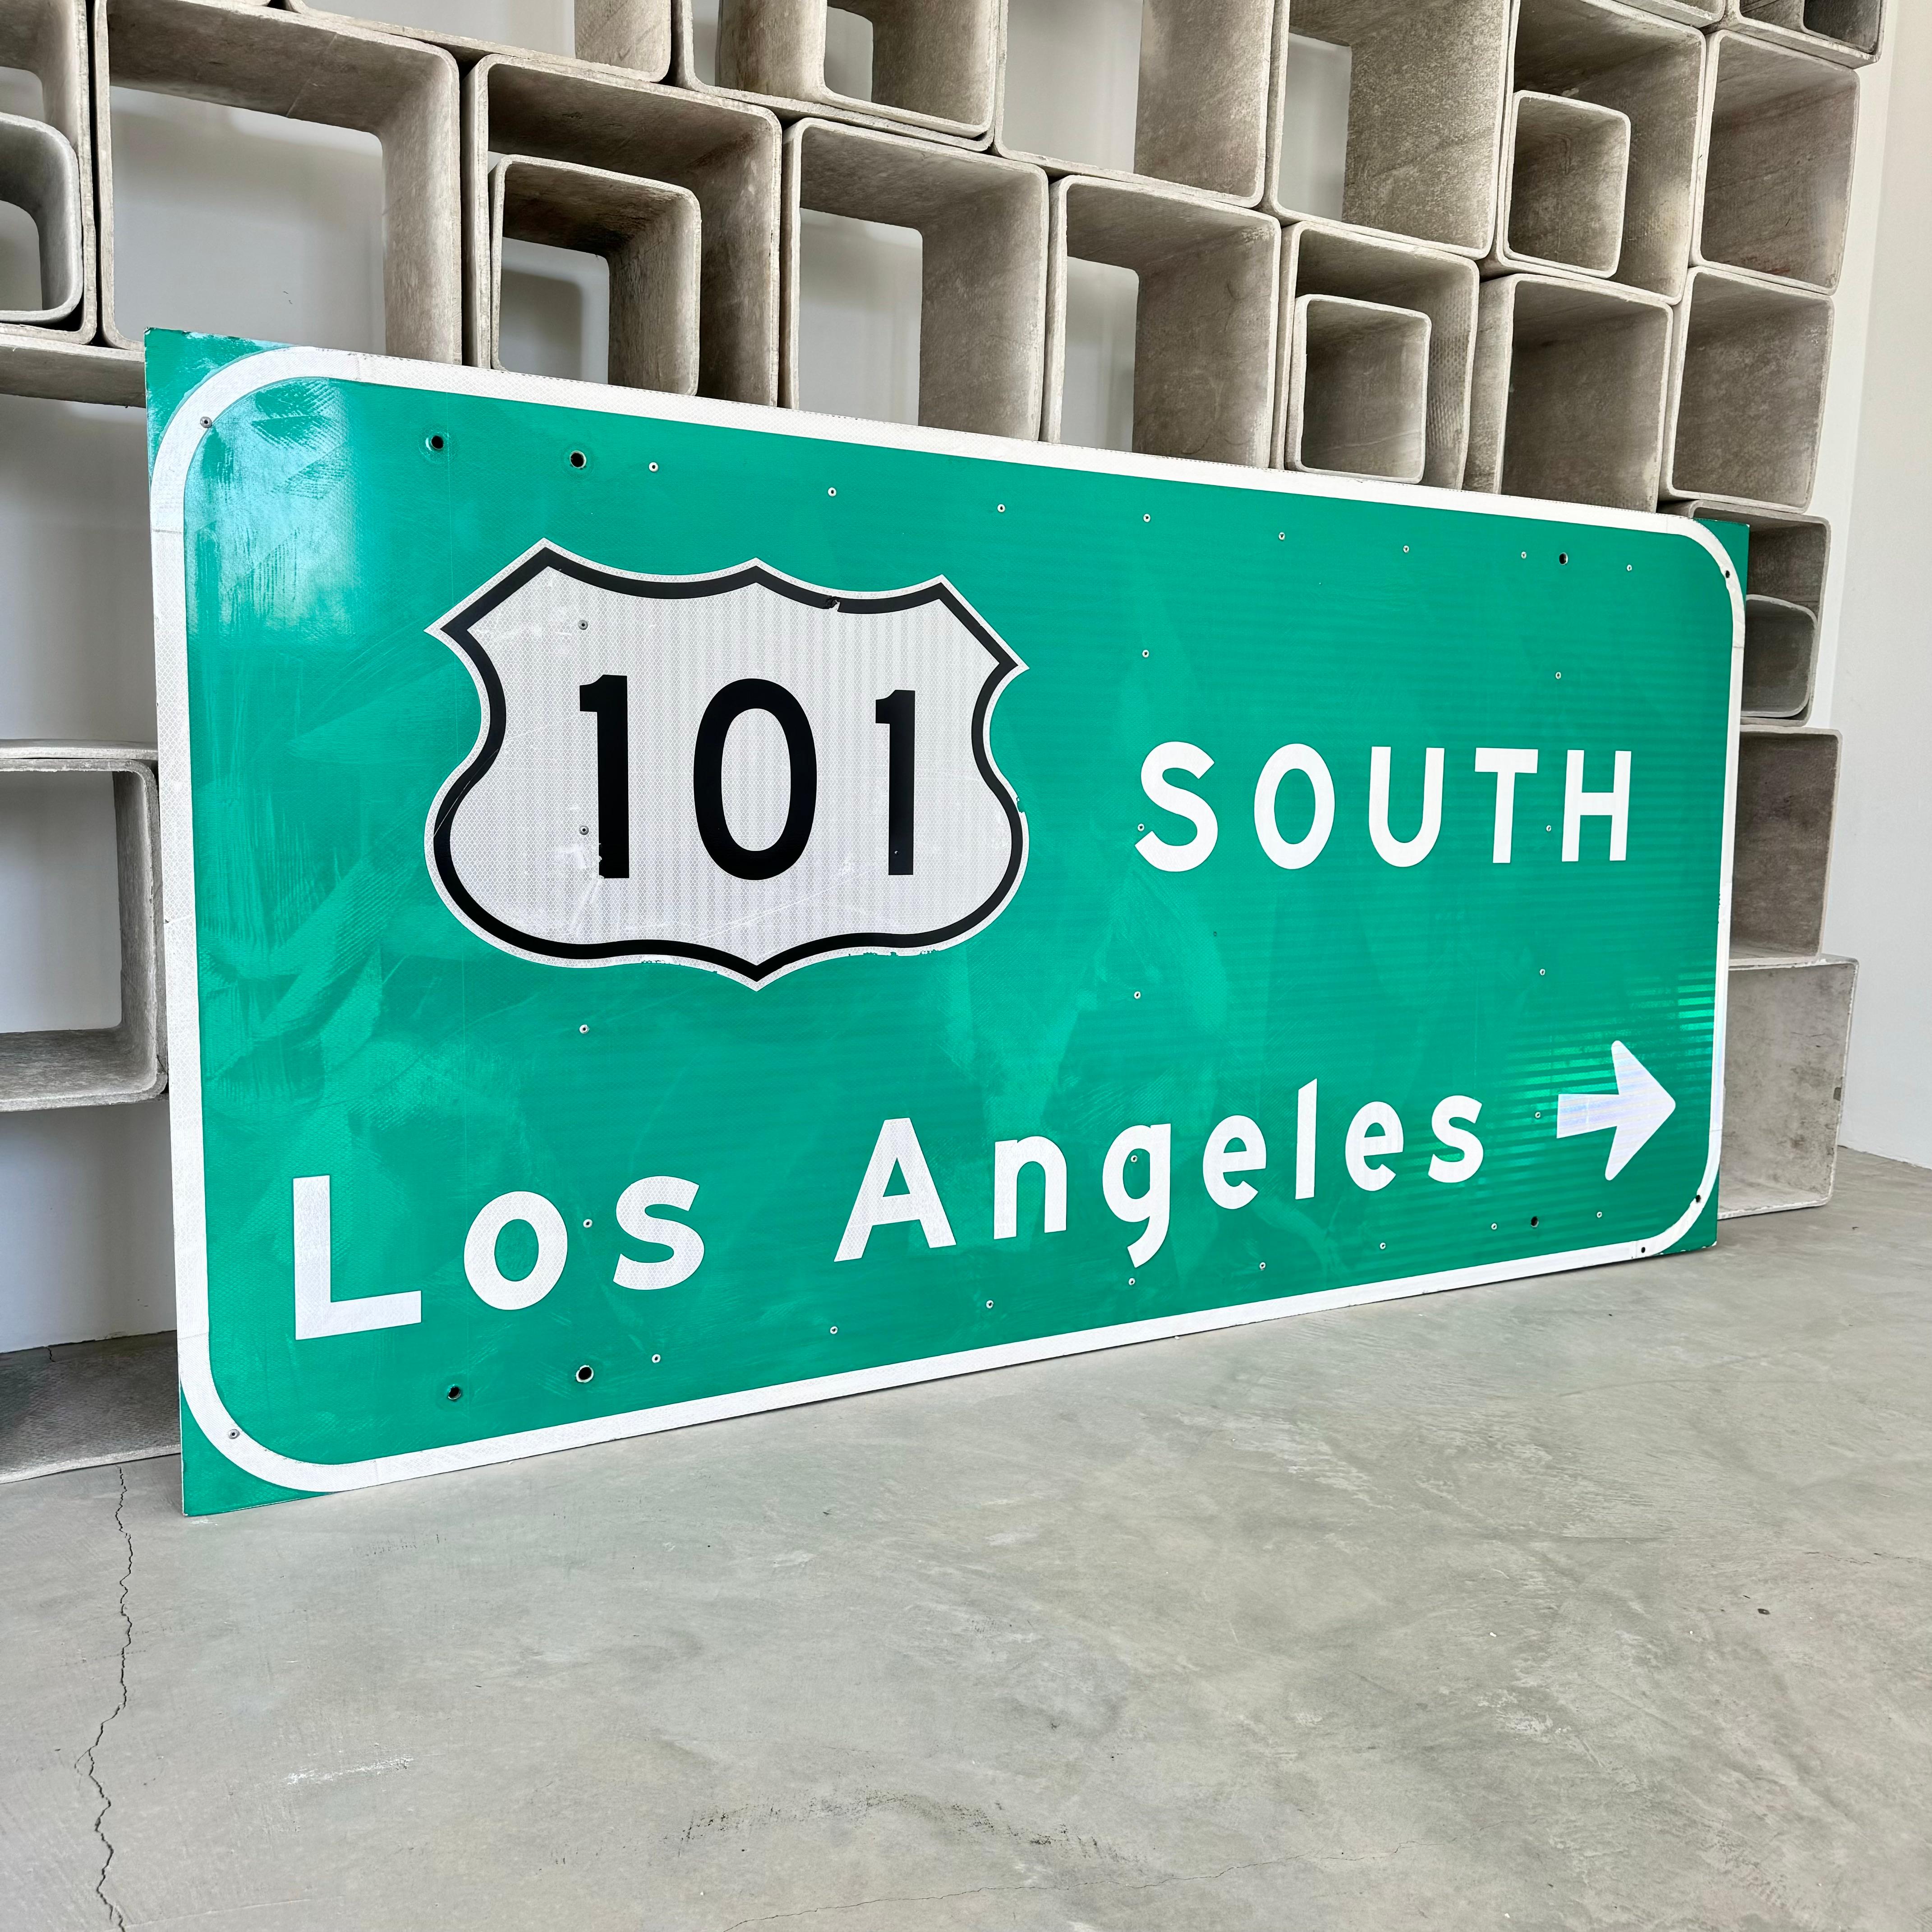 101 SOUTH
Los Angeles →